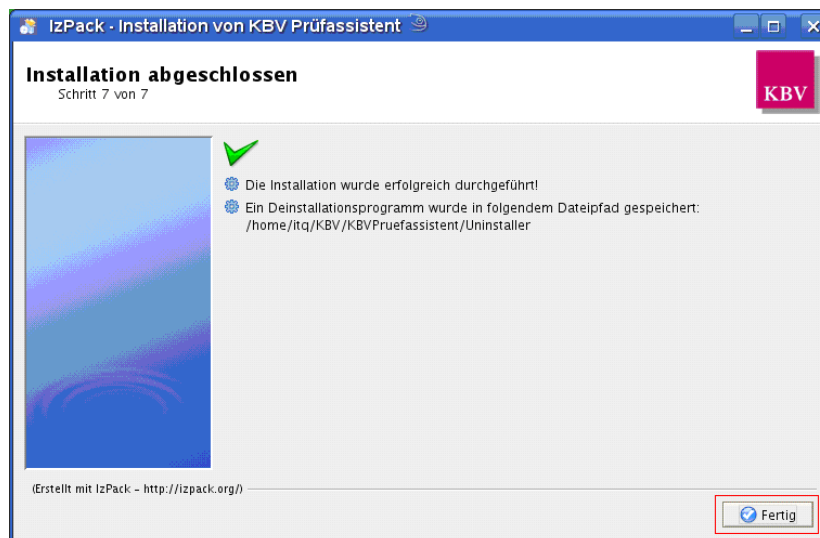 IzPack - Installation von KBV Prüfassistent
Installation abgeschlossen
Schritt 7 von 7
KBV
Die Installation wurde erfolgreich durchgeführt!
Ein Deinstallationsprogramm wurde in folgendem Dateipfad gespeichert:
/home/itq/KBV/KBVPruefassistent/Uninstaller
(Erstellt mit IzPack - http://izpack.org/)
Fertig